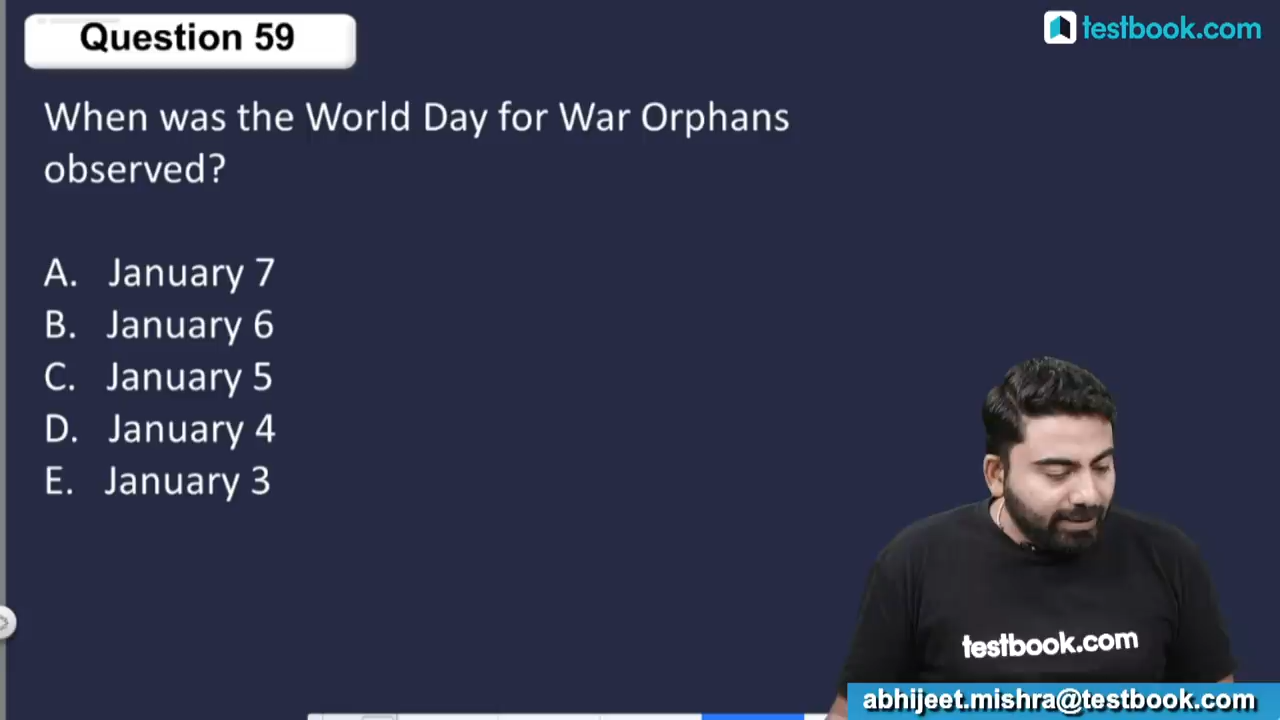 Question 59
testbook.com
When was the World Day for War Orphans
observed?
A. January 7
B. January 6
C. January 5
D. January 4
E. January 3
testbook.com
abhijeet.mishra@testbook.com